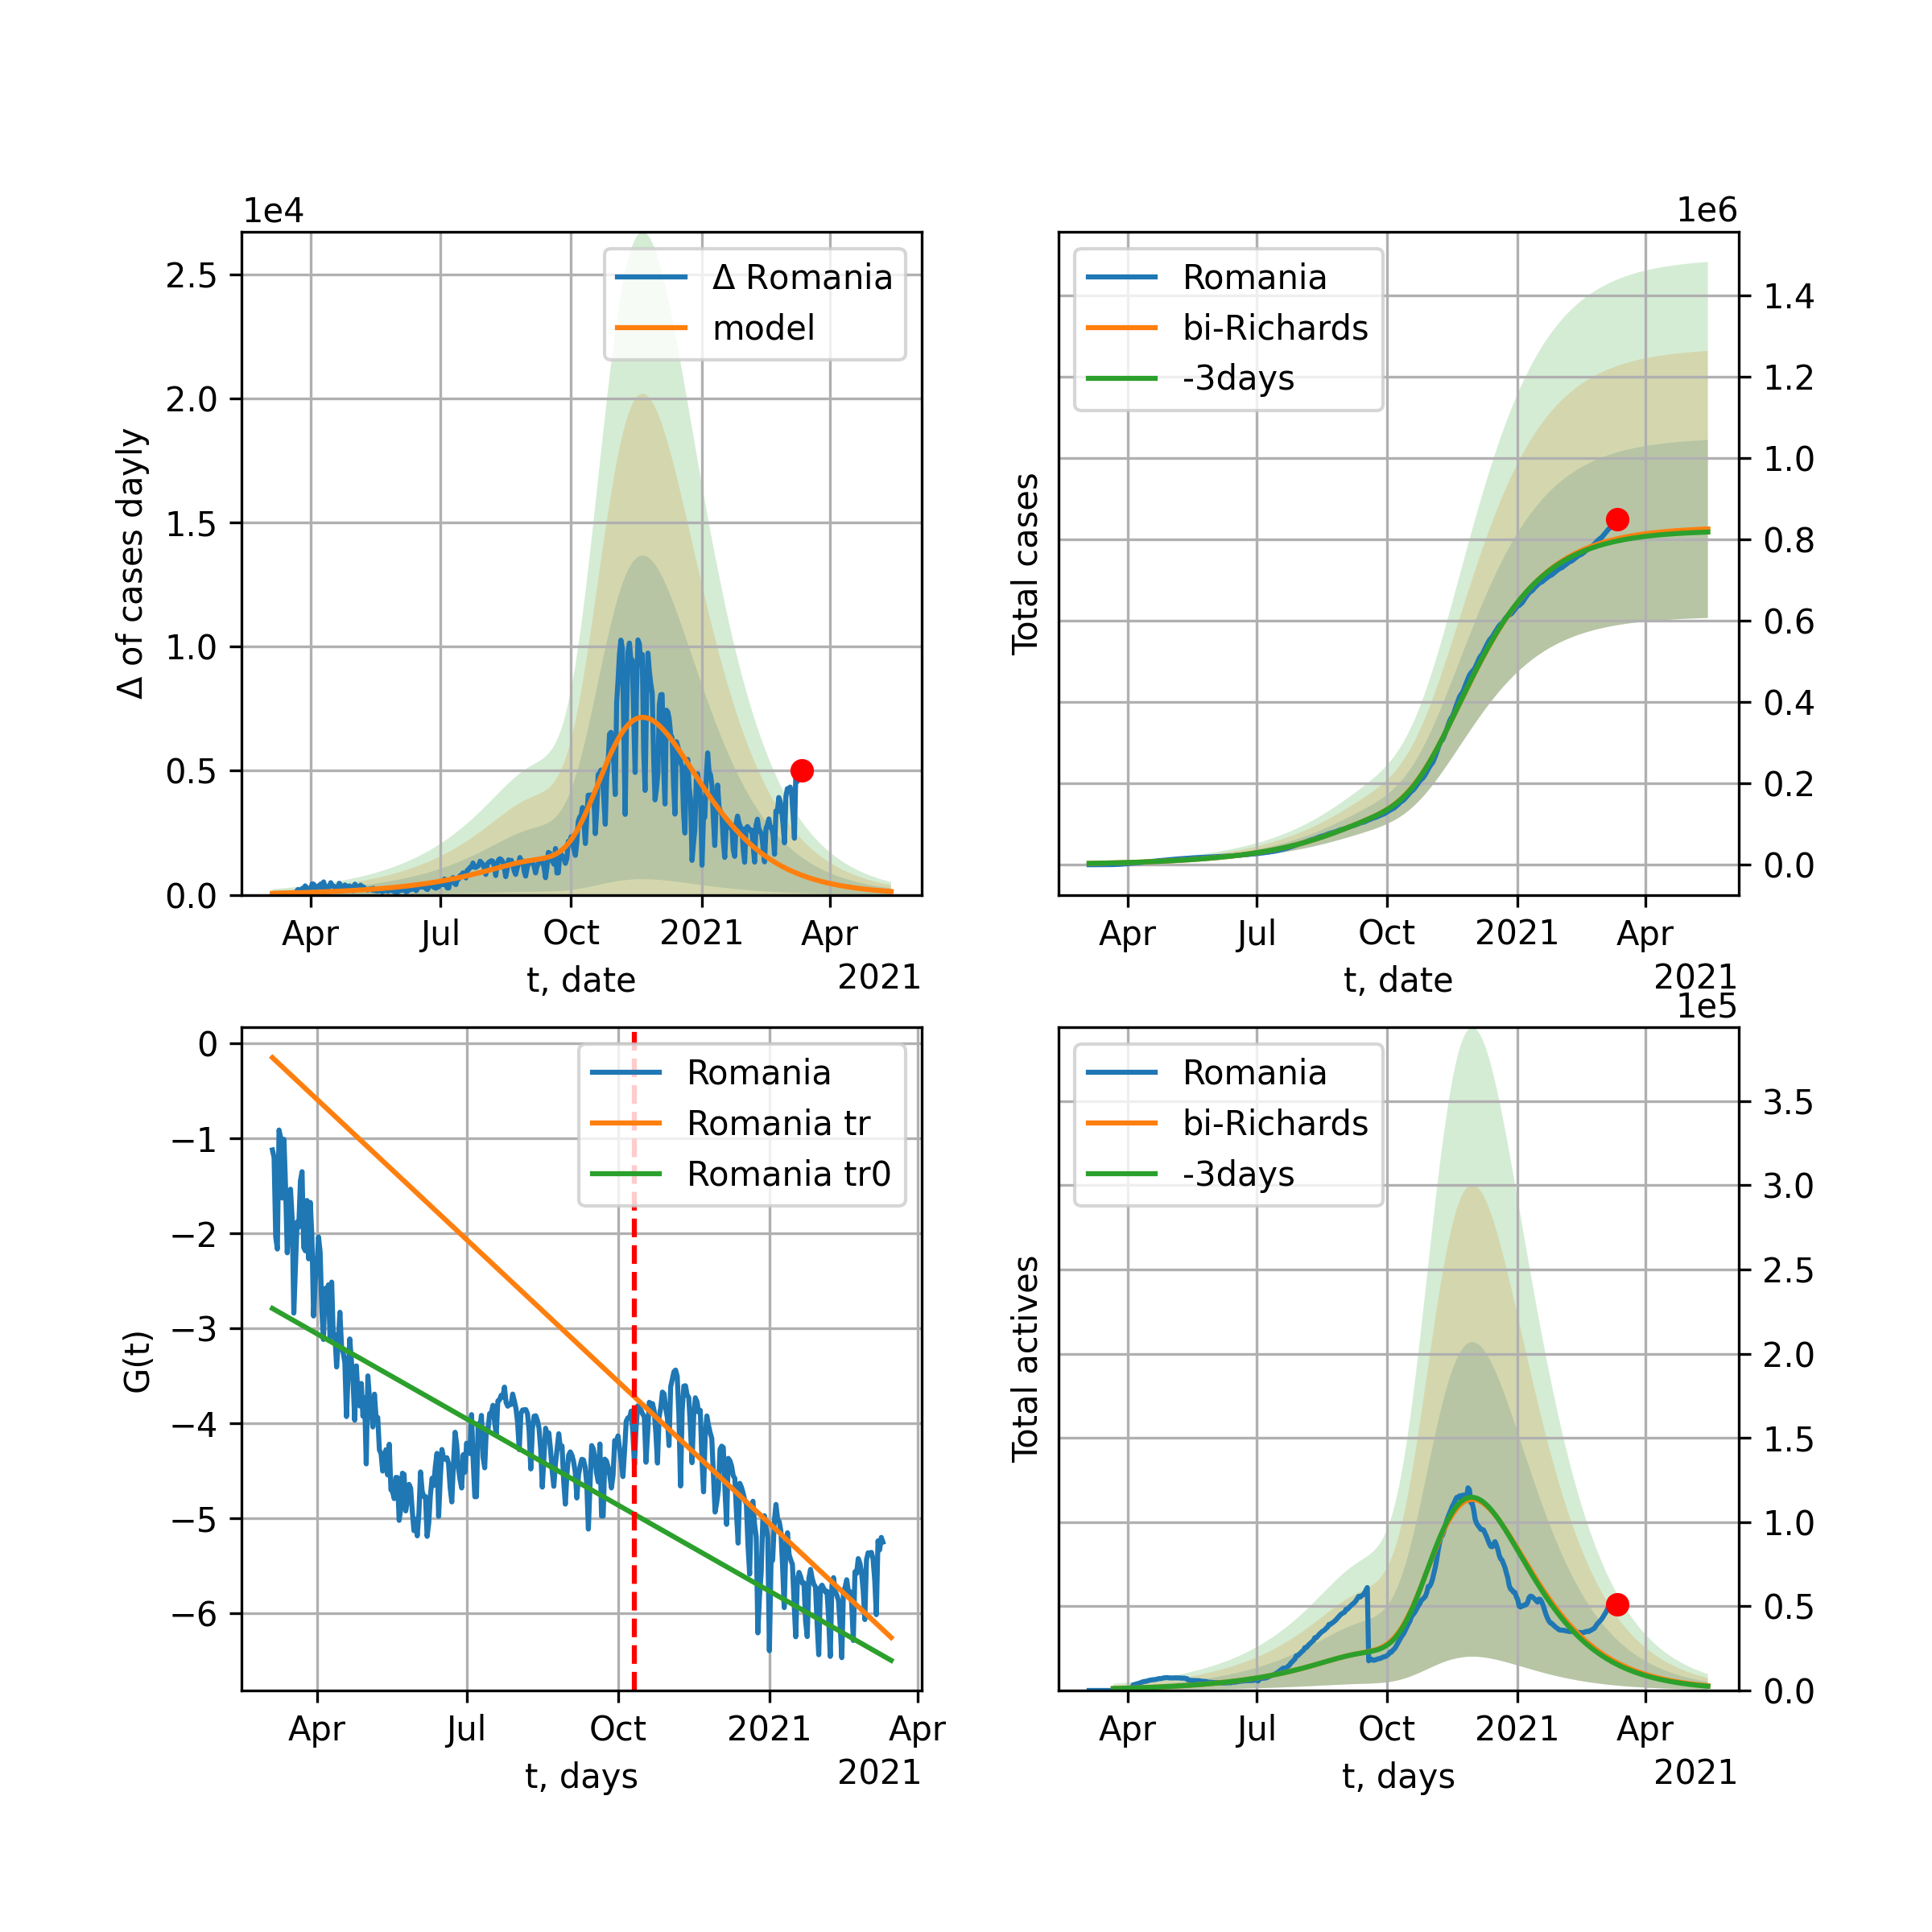 1e4
2.5
2.0
1.5
1.0
0.5
0.0
Δ of cases dayly
Δ Romania
model
Apr Jul Oct 2021 Apr
t, date
2021
1e6
Romania
bi-Richards
-3days
Total cases
1.4
1.2
1.0
0.8
0.6
0.4
0.2
0.0
Apr Jul Oct 2021 Apr
t, date
2021
0
−1
−2
−3
−4
−5
−6
G(t)
Romania
Romania tr
Romania tr0
Apr Jul Oct 2021 Apr
t, days
2021
1e5
Romania
bi-Richards
-3days
Total actives
3.5
3.0
2.5
2.0
1.5
1.0
0.5
0.0
Apr Jul Oct 2021 Apr
t, days
2021